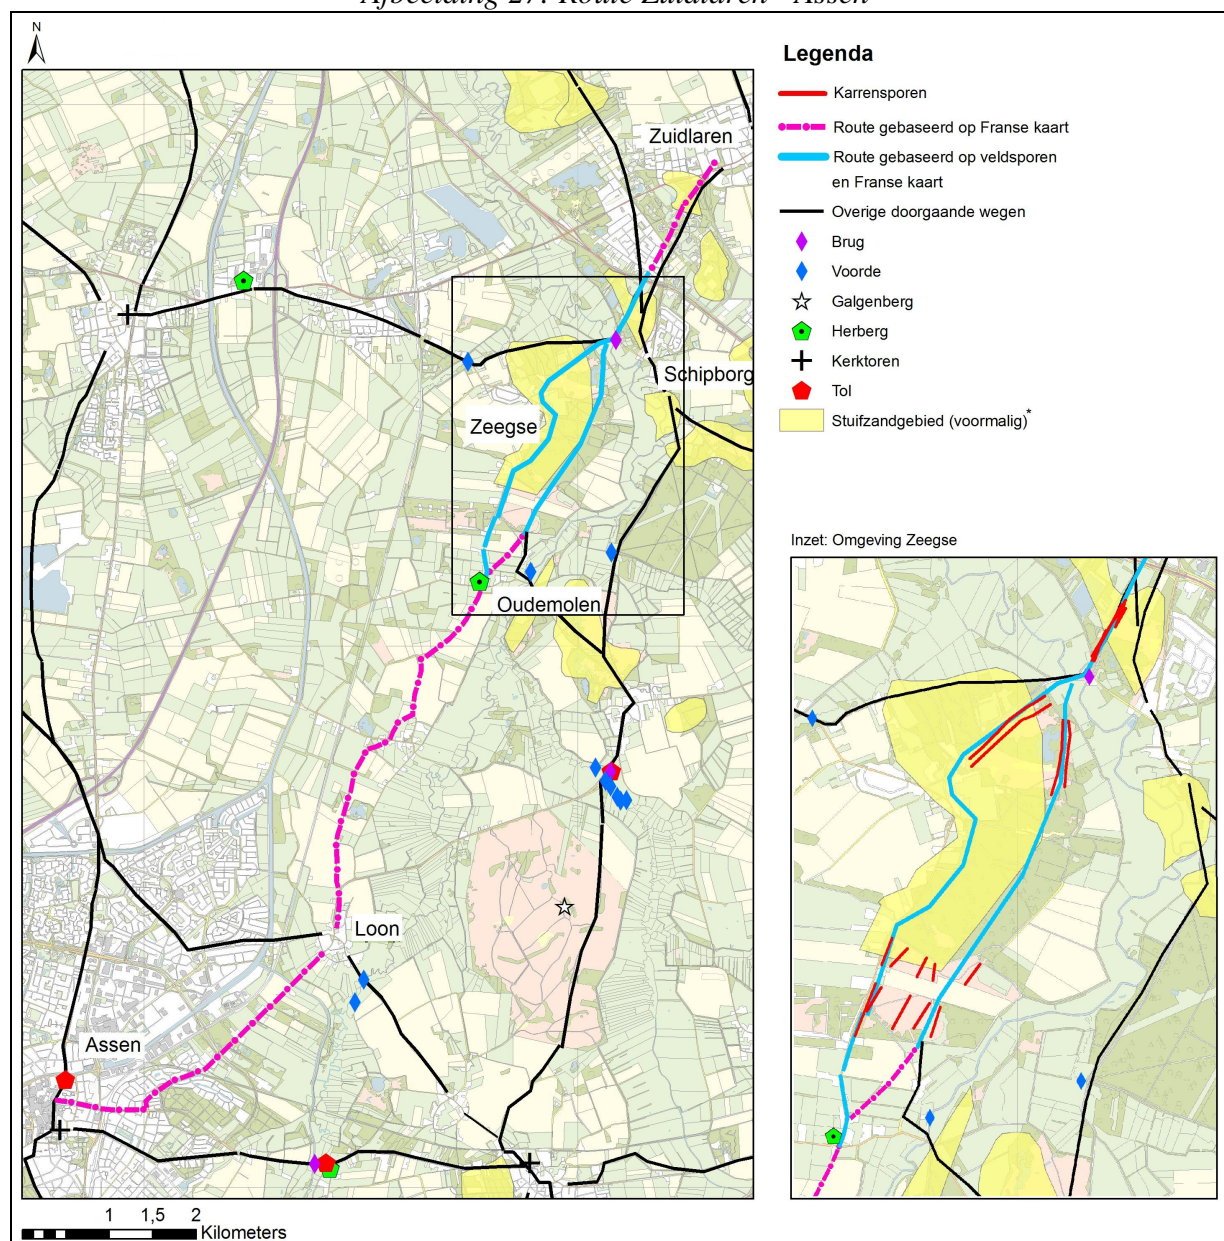 Afbeelding 27: Route Zuidlaren - Assen
N
Zuidlaren
Schipborg
Zeegse
Oudemolen
Loon
Assen
1 1,5 2
Kilometers
Legenda
Karrensporen
Route gebaseerd op Franse kaart
Route gebaseerd op veldsporen
en Franse kaart
Overige doorgaande wegen
Brug
Voorde
Galgenberg
Herberg
Kerktoren
Tol
Stuifzandgebied (voormalig)*
Inzet: Omgeving Zeegse